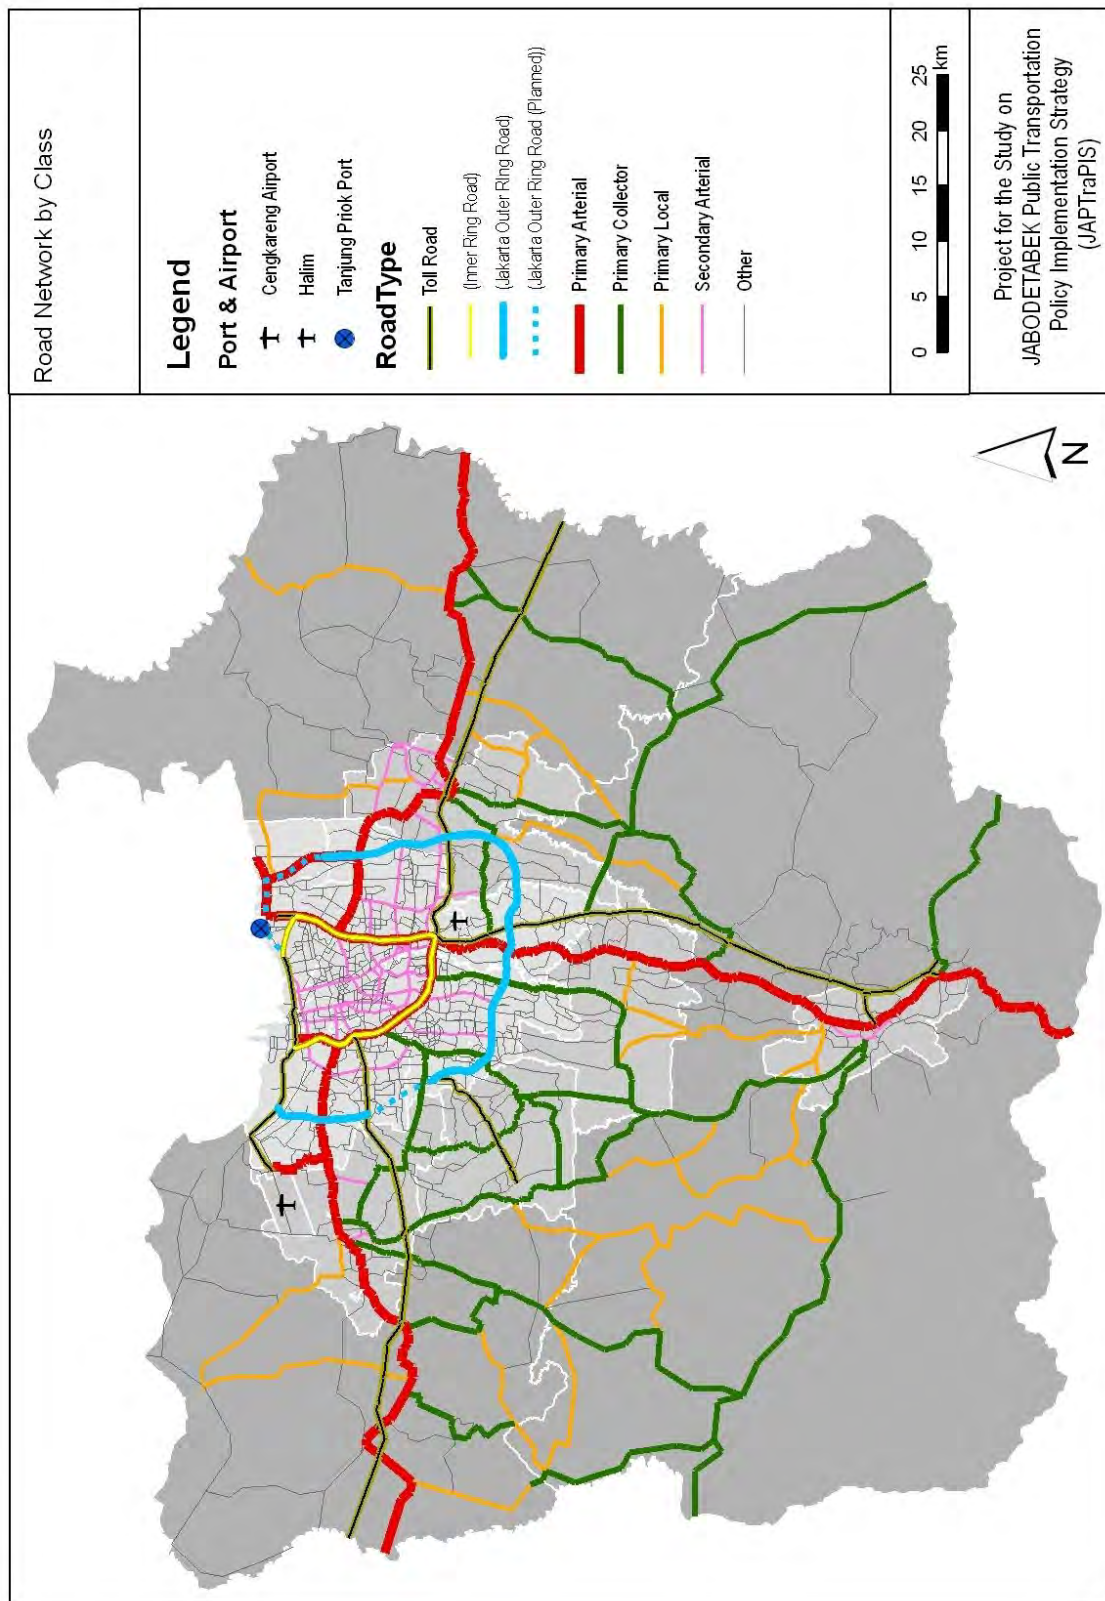 Road Network by Class
Legend
Port & Airport
Cengkareng Airport
Halim
Tanjung Priok Port
RoadType
Toll Road
(Inner Ring Road)
(Jakarta Outer RIng Road)
(Jakarta Outer Ring Road (Planned))
Primary Arterial
Primary Collector
Primary Local
Secondary Arterial
Other
0 5 10 15 20 25
km
Project for the Study on
JABODETABEK Public Transportation
Policy Implementation Strategy
(JAPTraPIS)
N